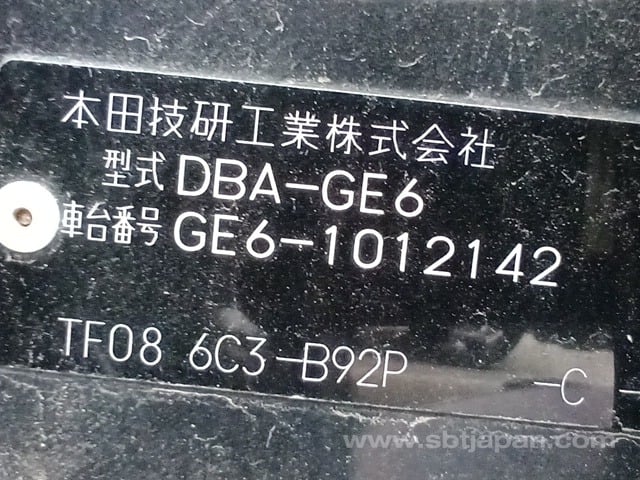 本田技研工業株式会社
型式 DBA-GE6
車台番号 GE6-1012142
TF08 6C3-B92P -C -
www.sbtjapan.com